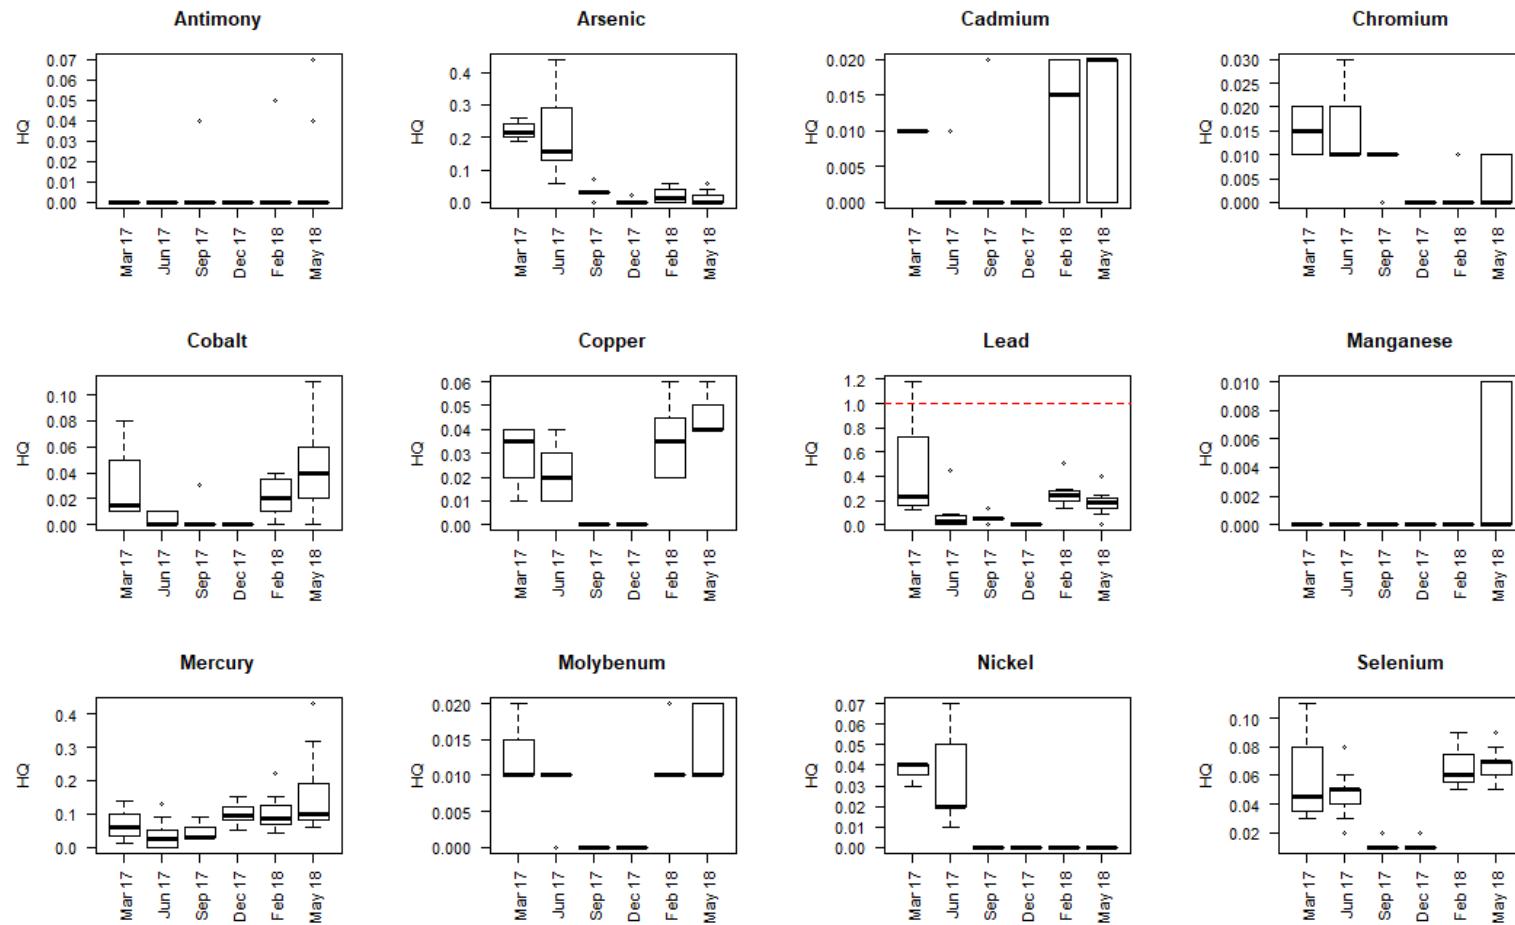 Antimony
Arsenic
Cadmium
Chromium
HQ
0.07
0.06
0.05
0.04
0.03
0.02
0.01
0.00
Mar 17
Jun 17
Sep 17
Dec 17
Feb 18
May 18
HQ
0.4
0.3
0.2
0.1
0.0
Mar 17
Jun 17
Sep 17
Dec 17
Feb 18
May 18
HQ
0.020
0.015
0.010
0.005
0.000
Mar 17
Jun 17
Sep 17
Dec 17
Feb 18
May 18
HQ
0.030
0.025
0.020
0.015
0.010
0.005
0.000
Mar 17
Jun 17
Sep 17
Dec 17
Feb 18
May 18
Cobalt
Copper
Lead
Manganese
HQ
0.10
0.08
0.06
0.04
0.02
0.00
Mar 17
Jun 17
Sep 17
Dec 17
Feb 18
May 18
HQ
0.06
0.05
0.04
0.03
0.02
0.01
0.00
Mar 17
Jun 17
Sep 17
Dec 17
Feb 18
May 18
HQ
1.2
1.0
0.8
0.6
0.4
0.2
0.0
Mar 17
Jun 17
Sep 17
Dec 17
Feb 18
May 18
HQ
0.010
0.008
0.006
0.004
0.002
0.000
Mar 17
Jun 17
Sep 17
Dec 17
Feb 18
May 18
Mercury
Molybenum
Nickel
Selenium
HQ
0.4
0.3
0.2
0.1
0.0
Mar 17
Jun 17
Sep 17
Dec 17
Feb 18
May 18
HQ
0.020
0.015
0.010
0.005
0.000
Mar 17
Jun 17
Sep 17
Dec 17
Feb 18
May 18
HQ
0.07
0.06
0.05
0.04
0.03
0.02
0.01
0.00
Mar 17
Jun 17
Sep 17
Dec 17
Feb 18
May 18
HQ
0.10
0.08
0.06
0.04
0.02
Mar 17
Jun 17
Sep 17
Dec 17
Feb 18
May 18